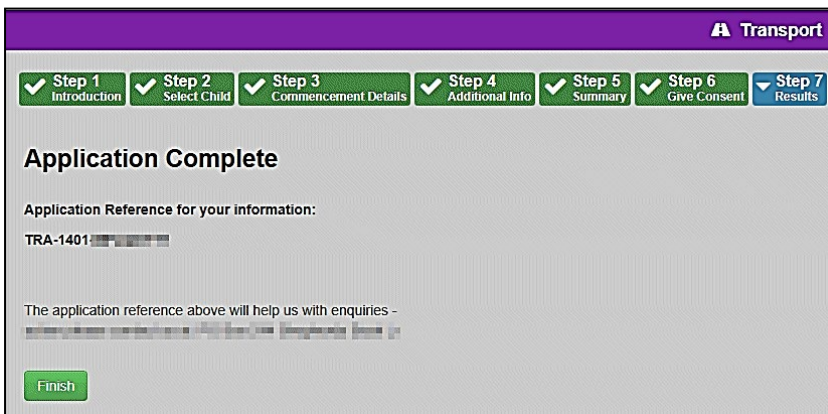 Transport
Step 1 Step 2 Step 3 Step 4 Step 5 Step 6 Step 7
Introduction Select Child Commencement Details Additional Info Summary Give Consent Results
Application Complete
Application Reference for your information:
TRA-1401-
The application reference above will help us with enquiries -
Finish